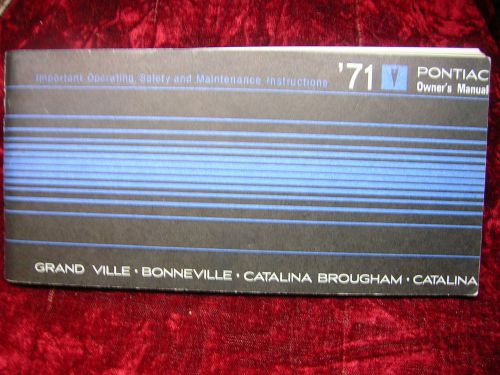 Important Operating, Safety and Maintenance Instructions '71 PONTIAC
Owner's Manual
GRAND VILLE • BONNEVILLE • CATALINA BROUGHAM • CATALINA